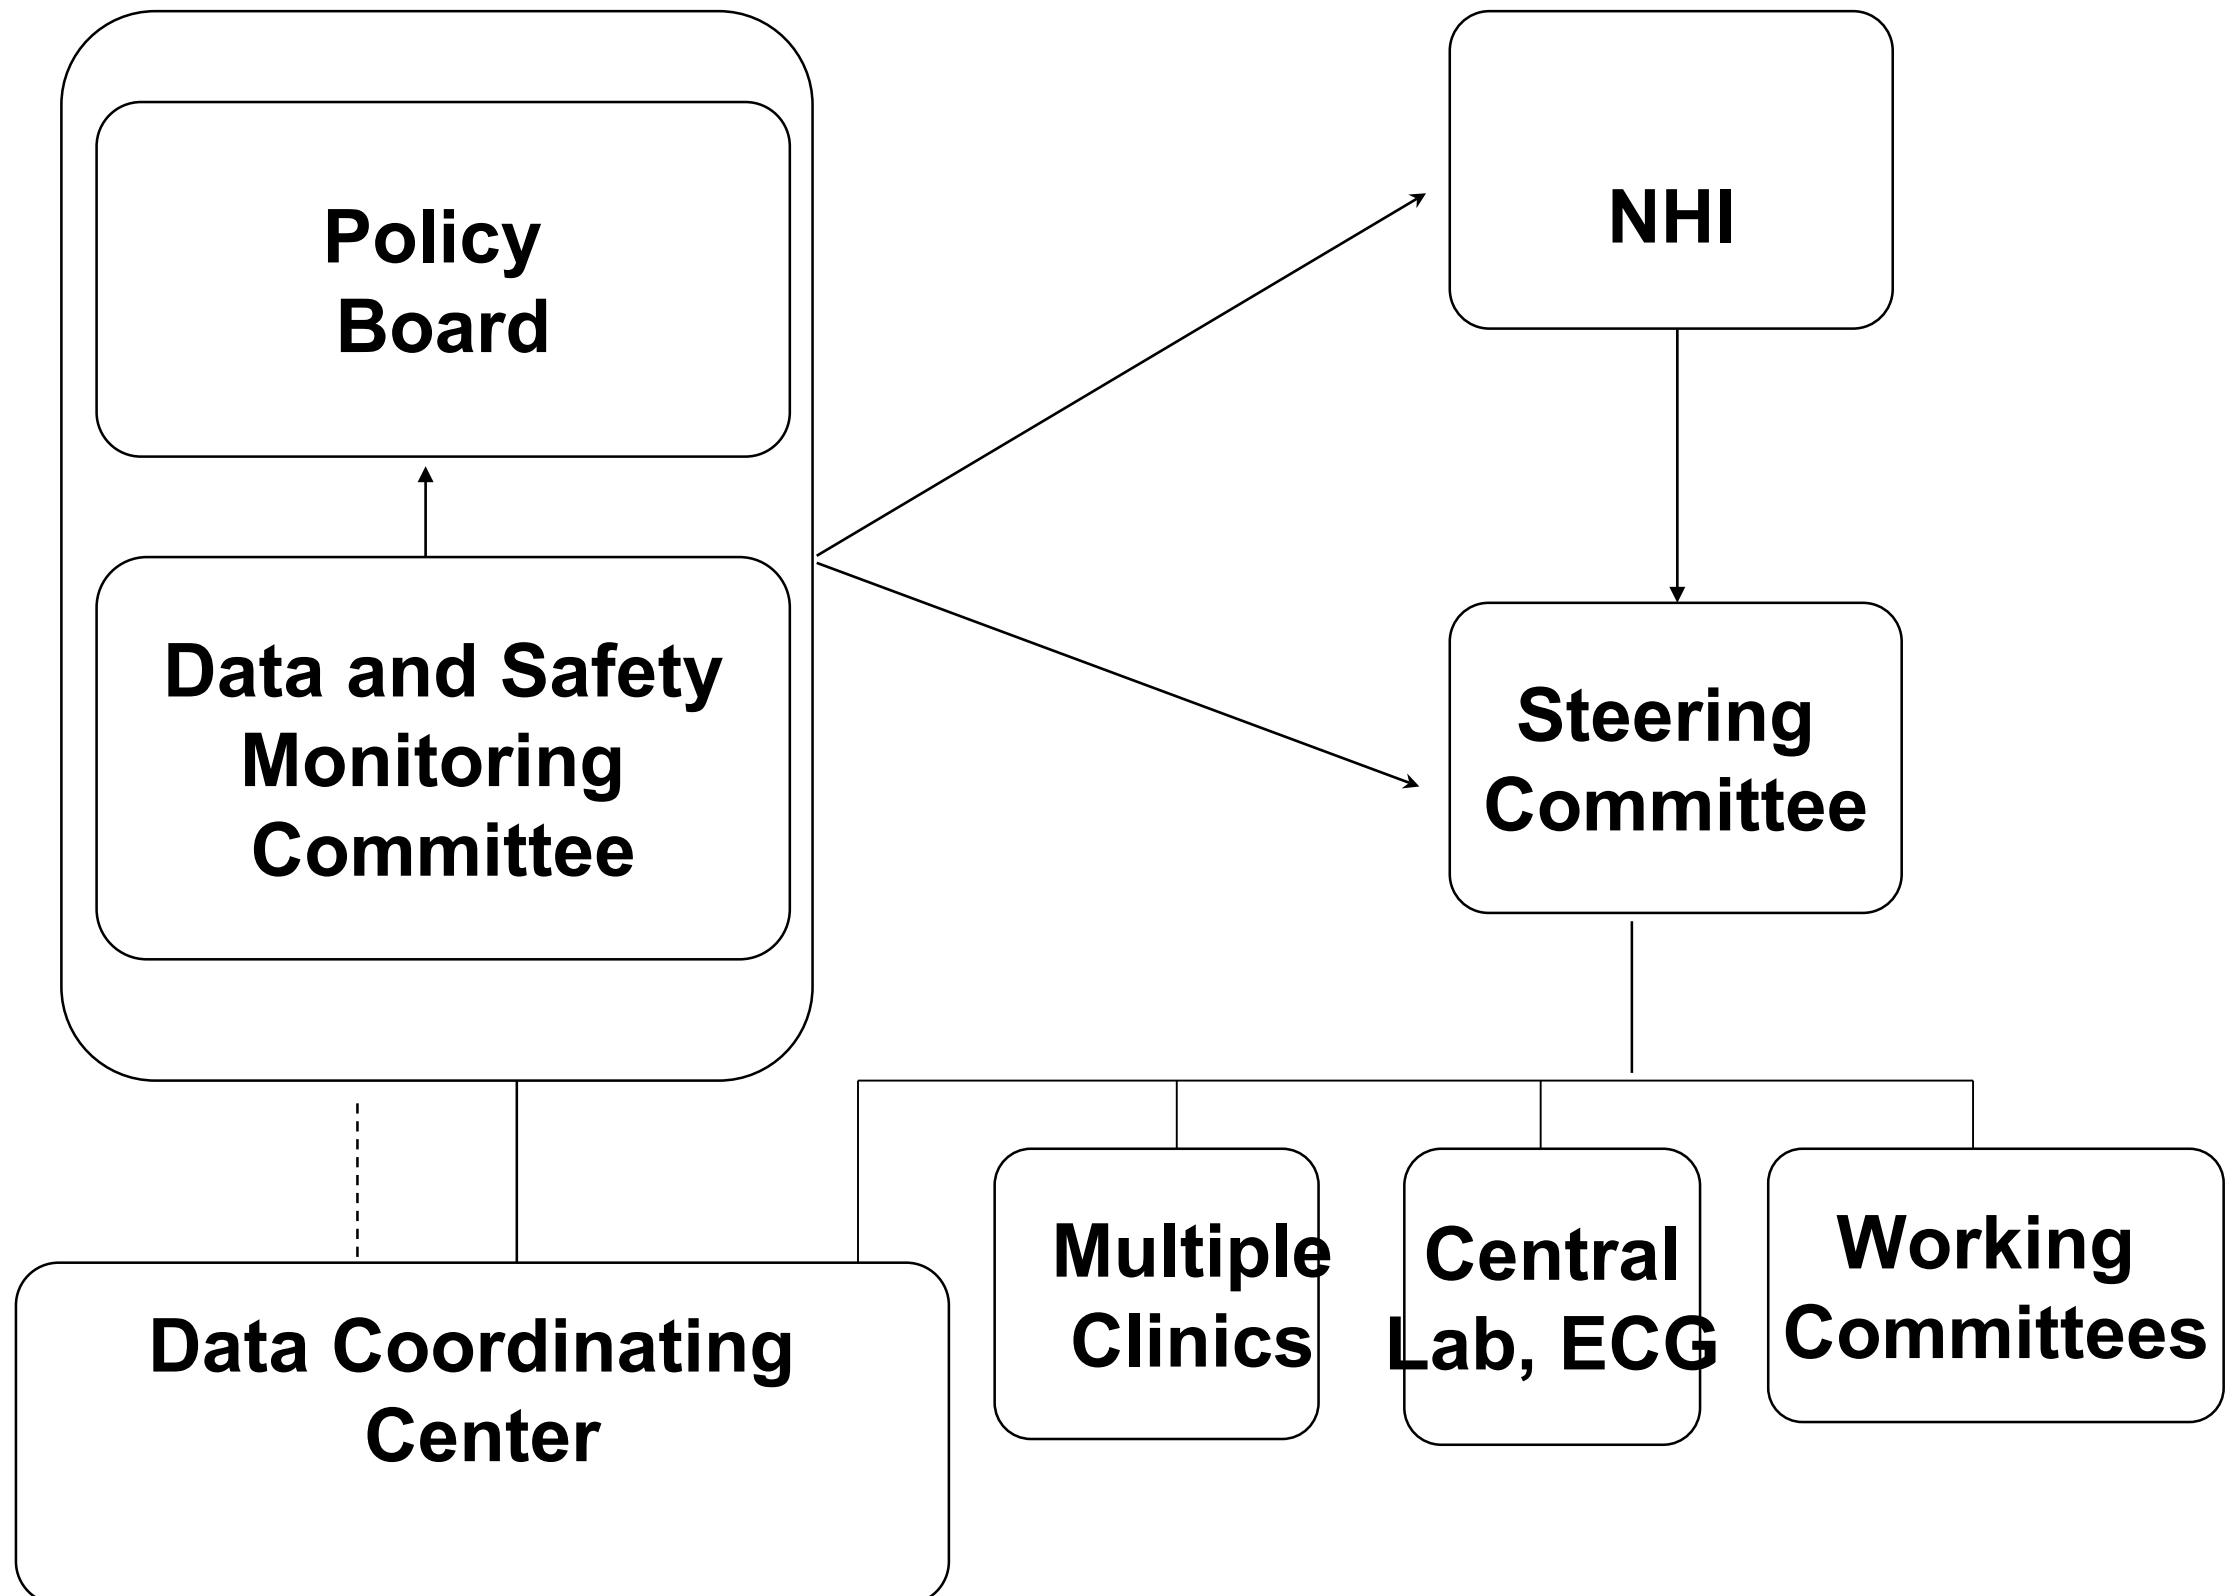 Policy
Board
NHI
Data and Safety
Monitoring
Committee
Steering
Committee
Data Coordinating
Center
Multiple
Clinics
Central
Lab, ECG
Working
Committees